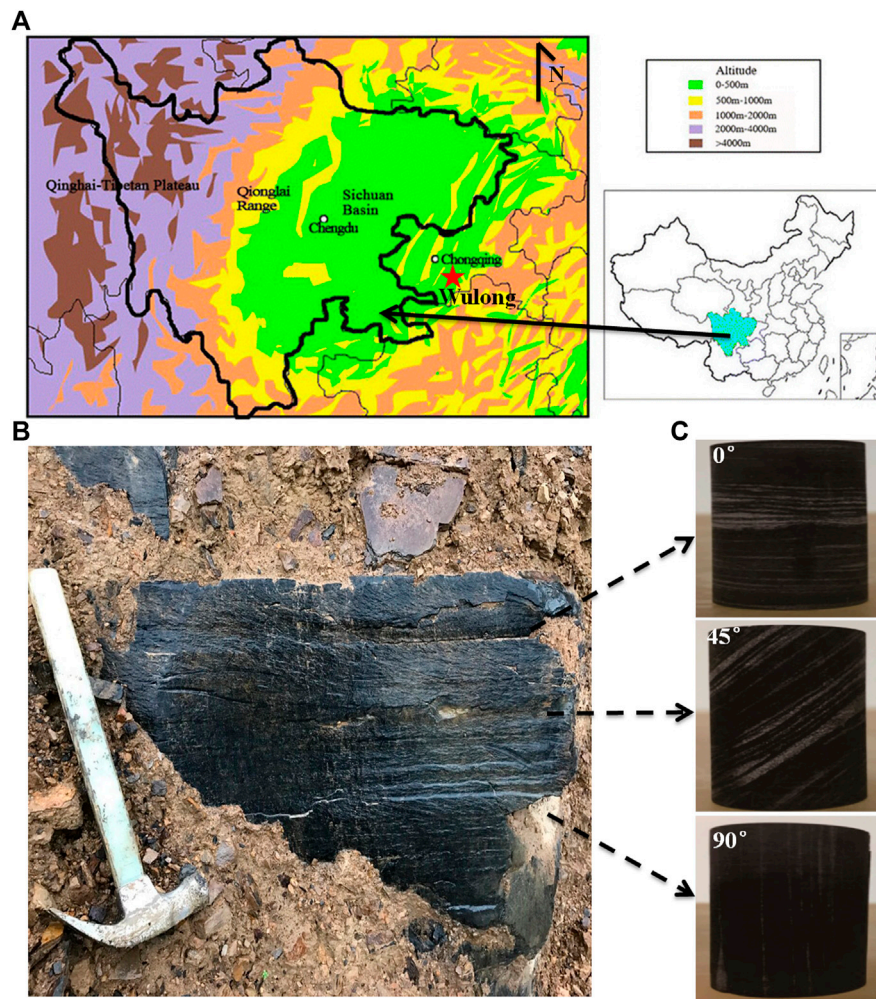 A
N
Altitude
0-500m
500m-1000m
1000m-2000m
2000m-4000m
>4000m
Qinghai-Tibetan Plateau
Qionglai
Range
Sichuan
Basin
Chengdu
Chongqing
Wulong
B
C
0°
45°
90°